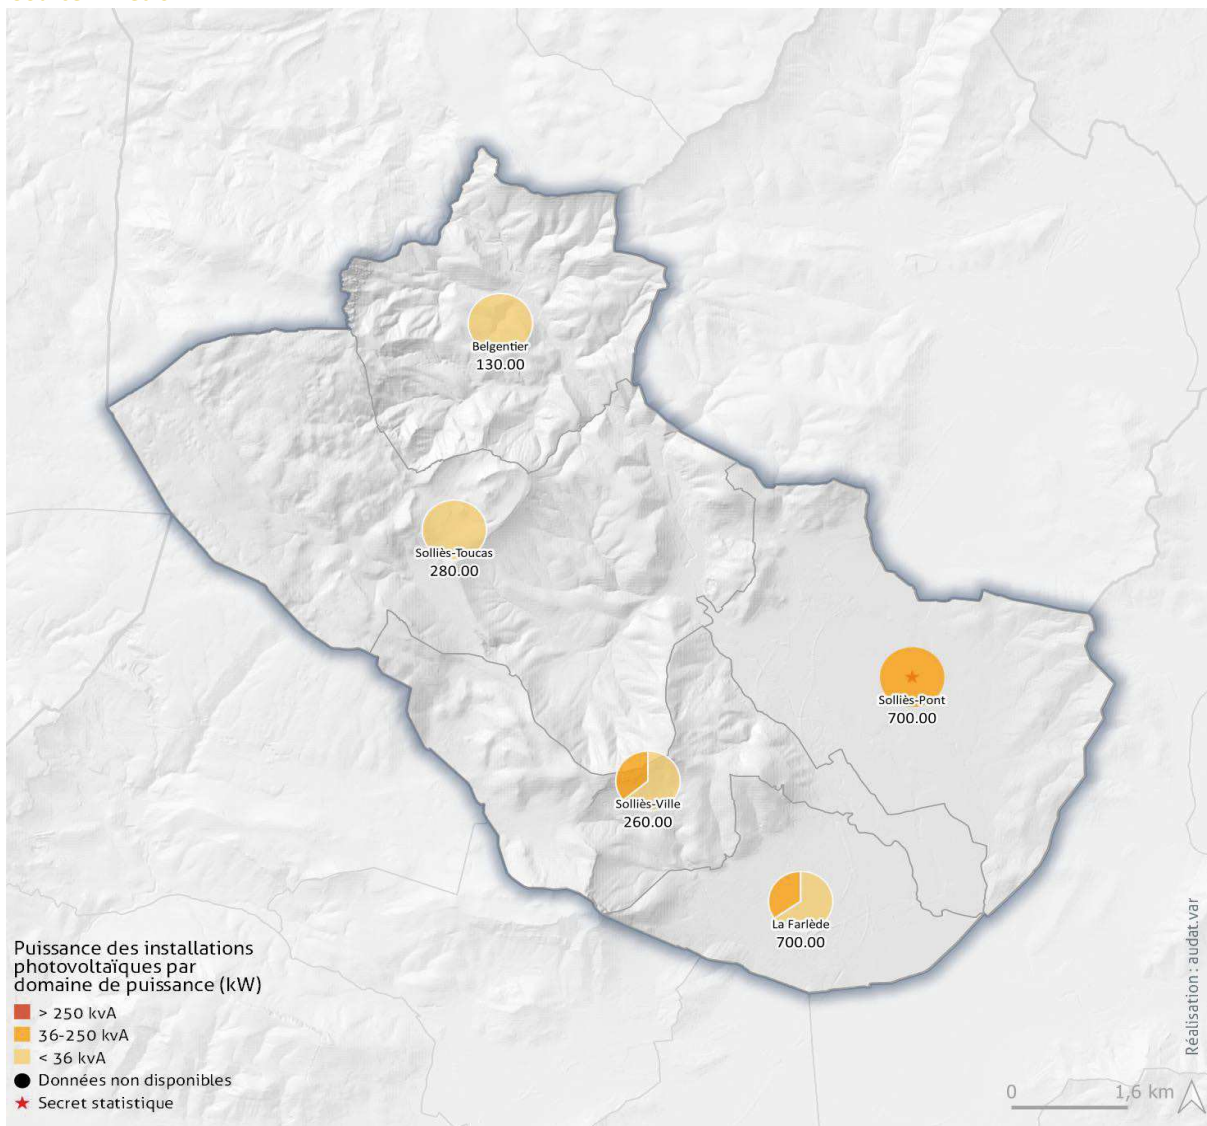 Belgentier
130.00
Solliès-Toucas
280.00
Solliès-Pont
700.00
Solliès-Ville
260.00
La Farlède
700.00
Puissance des installations
photovoltaïques par
domaine de puissance (kW)
> 250 kvA
36-250 kvA
< 36 kvA
Données non disponibles
Secret statistique
0 1,6 km
Réalisation : audat.var